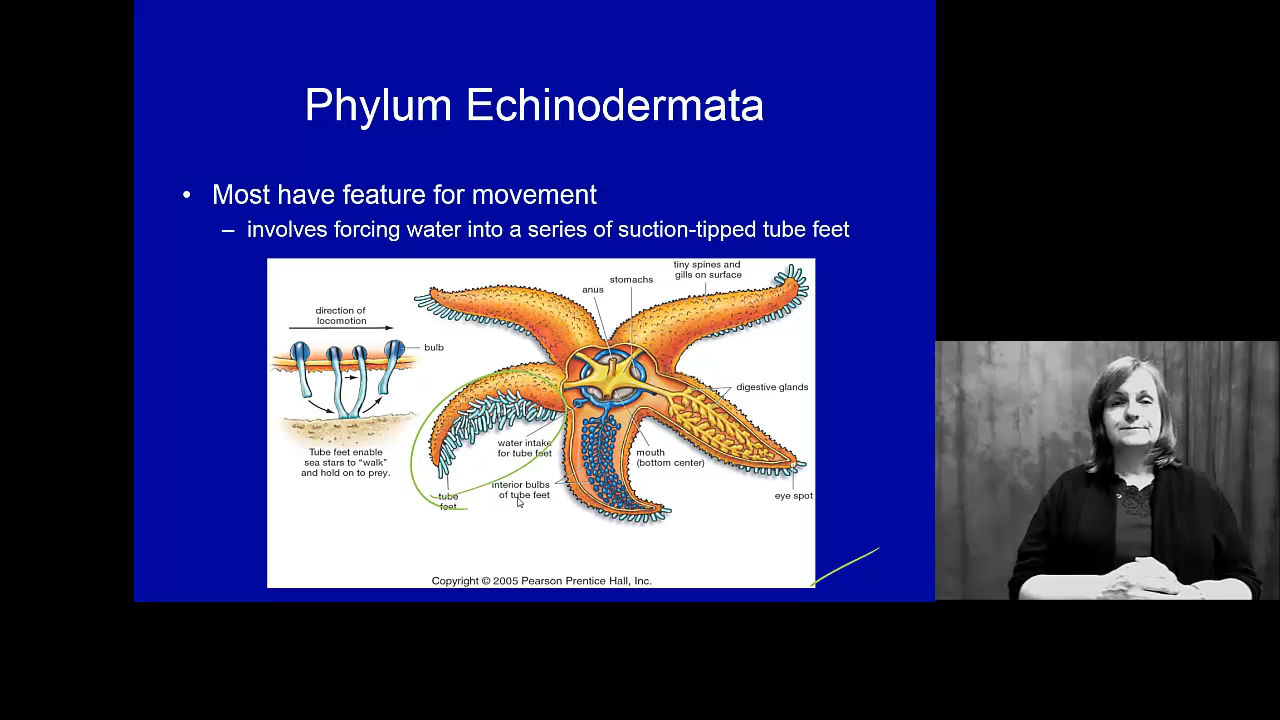 Phylum Echinodermata
• Most have feature for movement
– involves forcing water into a series of suction-tipped tube feet
direction of
locomotion
bulb
Tube feet enable
sea stars to “walk”
and hold on to prey.
anus
stomachs
tiny spines and
gills on surface
digestive glands
water intake
for tube feet
mouth
(bottom center)
interior bulbs
of tube feet
tube
feet
eye spot
Copyright © 2005 Pearson Prentice Hall, Inc.